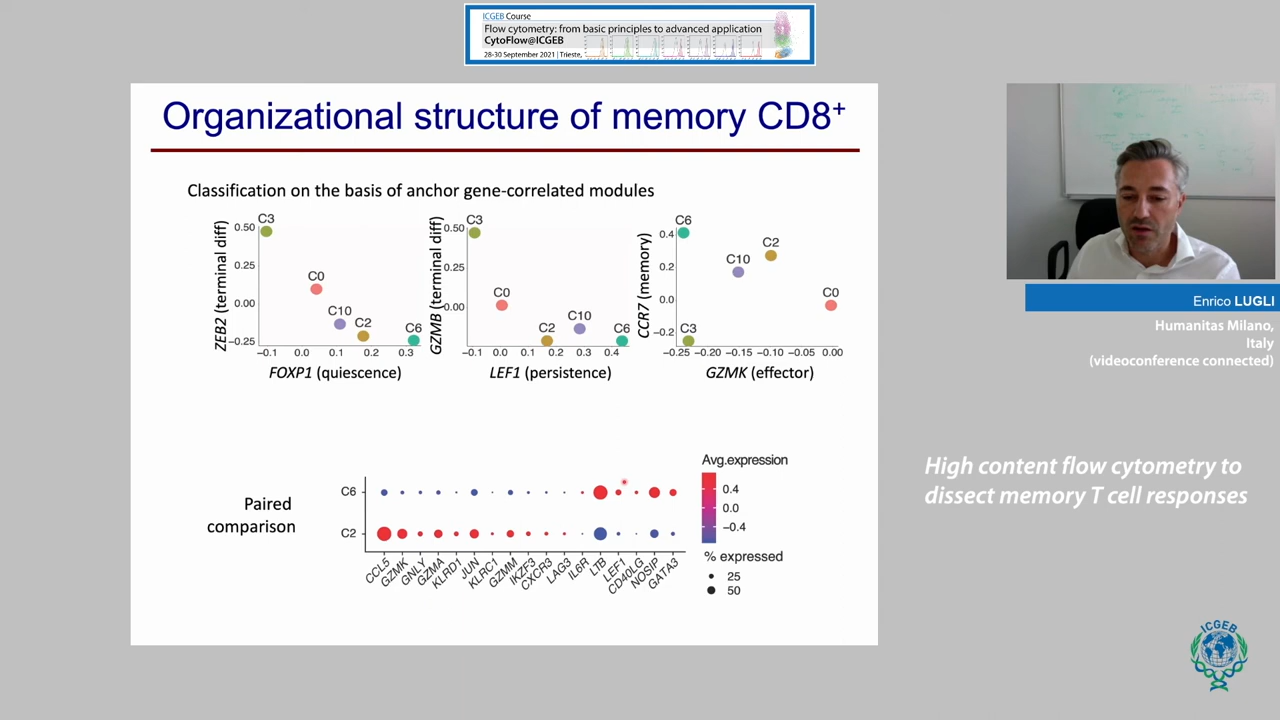 ICGEB Course
Flow cytometry: from basic principles to advanced application
CytoFlow@ICGEB
28-30 September 2021 | Trieste,
Organizational structure of memory CD8+
Classification on the basis of anchor gene-correlated modules
ZEB2 (terminal diff)
0.50
0.25
0.00
−0.25
C3
C0
C10
C2
C6
−0.1 0.0 0.1 0.2 0.3
FOXP1 (quiescence)
GZMB (terminal diff)
0.50
0.25
0.00
C3
C0
C2
C10
C6
−0.1 0.0 0.1 0.2 0.3 0.4
LEF1 (persistence)
CCR7 (memory)
0.4
0.2
0.0
−0.2
C6
C10
C2
C0
C3
−0.25 −0.20 −0.15 −0.10 −0.05 0.00
GZMK (effector)
Paired
comparison
C6
C2
CCL5 GZMK GNLY GZMA KLRD1 JUN KLRC1 GZMM IKZF3 CXCR3 LAG3 IL6R LTB LEF1 CD40LG NOSIP GATA3
Avg.expression
0.4
0.0
−0.4
% expressed
25
50
Enrico LUGLI
Humanitas Milano,
Italy
(videoconference connected)
High content flow cytometry to
dissect memory T cell responses
ICGEB